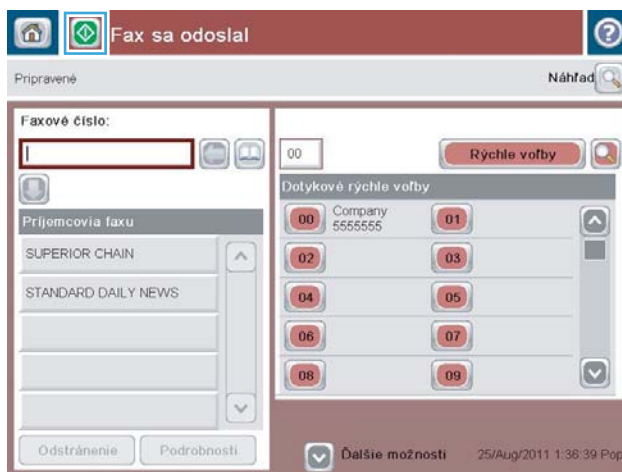 Fax sa odoslal
Pripravené
Náhľad
Faxové číslo:
00
Rýchle voľby
Dotykové rýchle voľby
Príjemcovia faxu
SUPERIOR CHAIN
STANDARD DAILY NEWS
00 Company 01
5555555
02 03
04 05
06 07
08 09
Odstránenie Podrobnosti
Ďalšie možnosti
25/Aug/2011 1:36:39 Pop